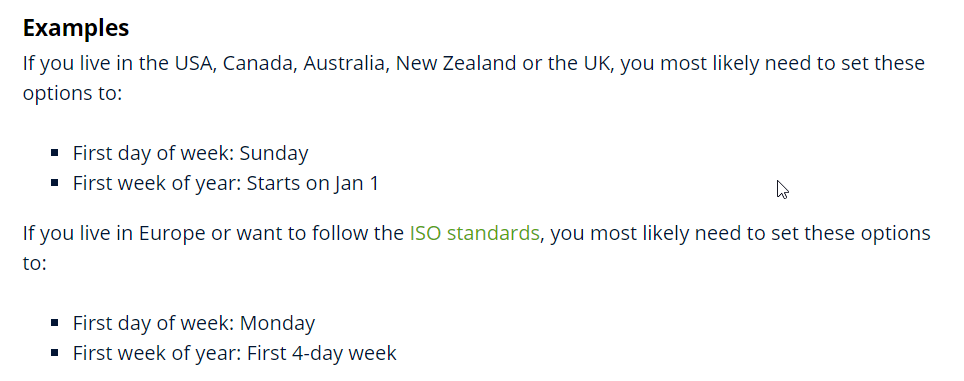 Examples
If you live in the USA, Canada, Australia, New Zealand or the UK, you most likely need to set these
options to:
▪ First day of week: Sunday
▪ First week of year: Starts on Jan 1
If you live in Europe or want to follow the ISO standards, you most likely need to set these options
to:
▪ First day of week: Monday
▪ First week of year: First 4-day week